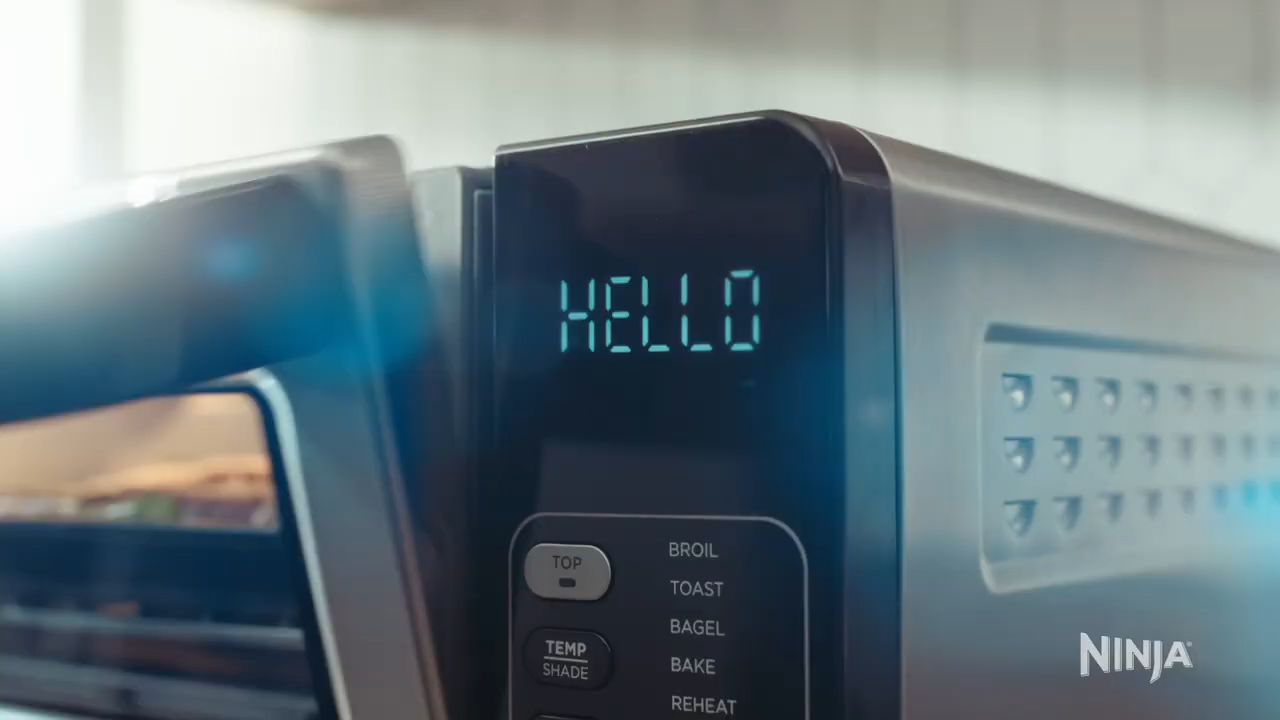 HELLO
TOP
BROIL
TOAST
TEMP
SHADE
BAGEL
BAKE
REHEAT
NINJA